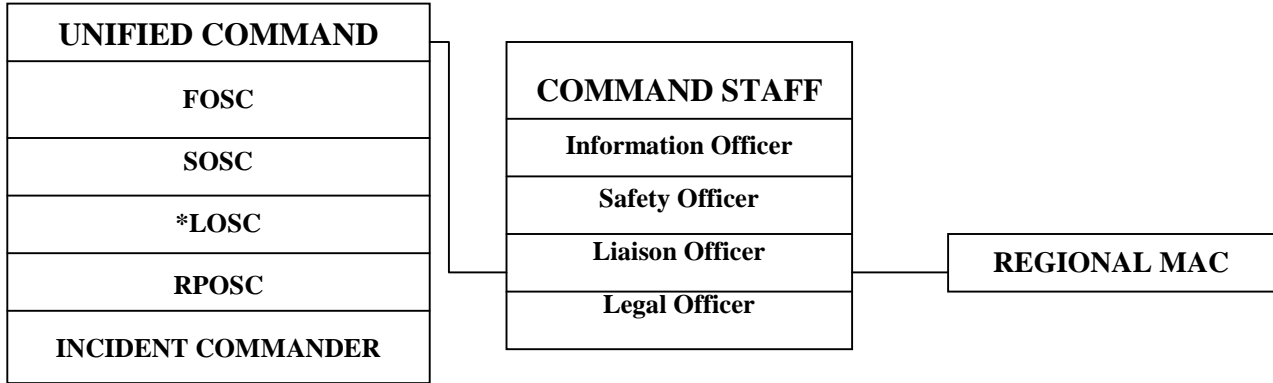 UNIFIED COMMAND
FOSC
SOSC
*LOSC
RPOSC
INCIDENT COMMANDER
COMMAND STAFF
Information Officer
Safety Officer
Liaison Officer
Legal Officer
REGIONAL MAC